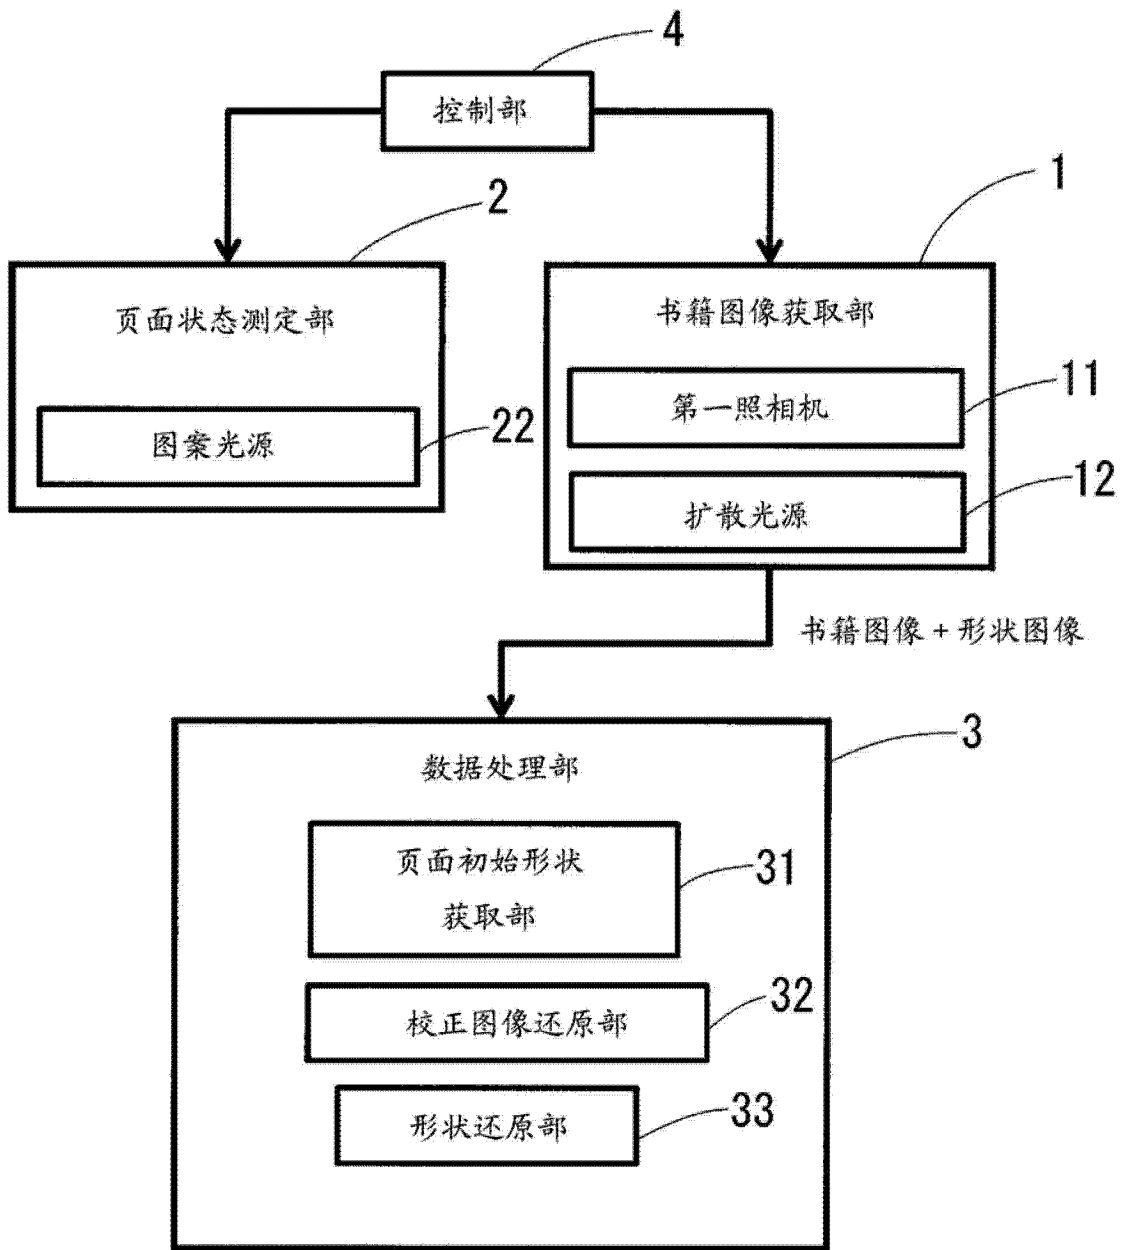 4
控制部
2
1
页面状态测定部
书籍图像获取部
11
第一照相机
22
图案光源
12
扩散光源
书籍图像＋形状图像
3
数据处理部
31
页面初始形状
获取部
32
校正图像还原部
33
形状还原部